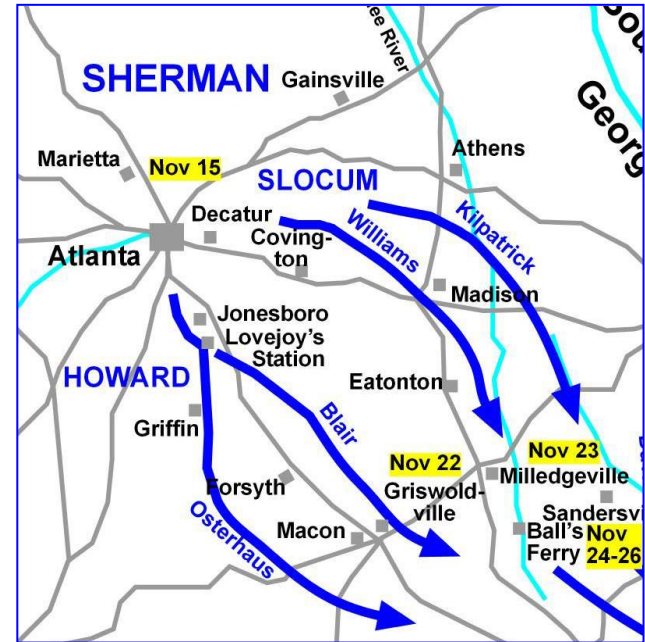 ee River
Georg
SHERMAN
Gainsville
Marietta
Nov 15
Athens
SLOCUM
Decatur
Coving-
ton
Williams
Kilpatrick
Atlanta
Madison
Jonesboro
Lovejoy's
Station
HOWARD
Eatonton
Griffin
Blair
Nov 22
Nov 23
Milledgeville
Griswold-
ville
Forsyth
Osterhaus
Macon
Sandersvi
Ball's
Ferry
Nov
24-26